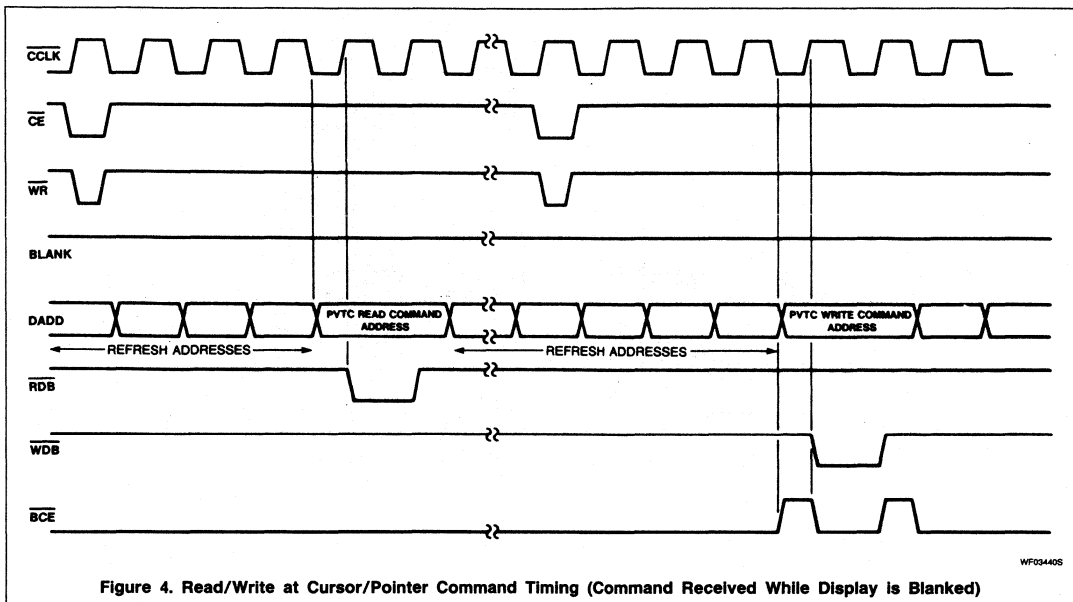 CCLK
CE
WR
BLANK
DADD
PVTC READ COMMAND
ADDRESS
PVTC WRITE COMMAND
ADDRESS
REFRESH ADDRESSES
REFRESH ADDRESSES
RDB
WDB
BCE
WF03440S
Figure 4. Read/Write at Cursor/Pointer Command Timing (Command Received While Display is Blanked)